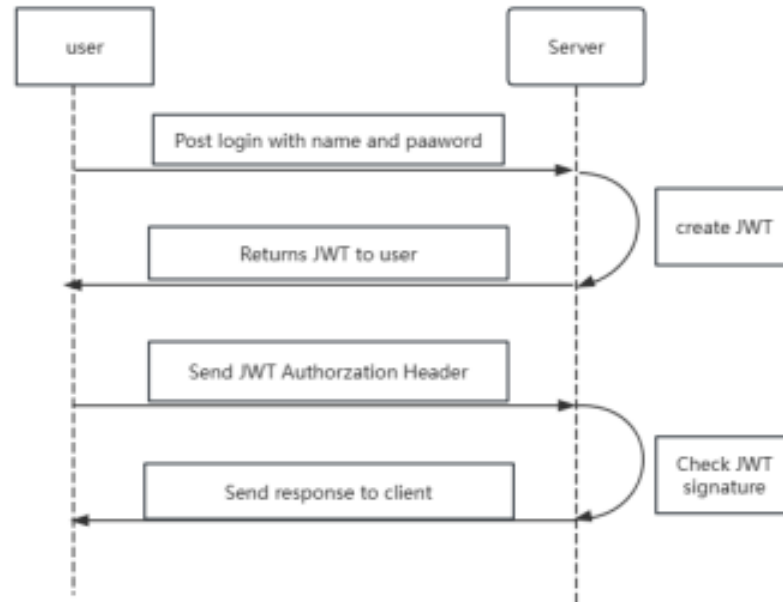 user
Server
Post login with name and paaword
create JWT
Returns JWT to user
Send JWT Authorzation Header
Check JWT
signature
Send response to client